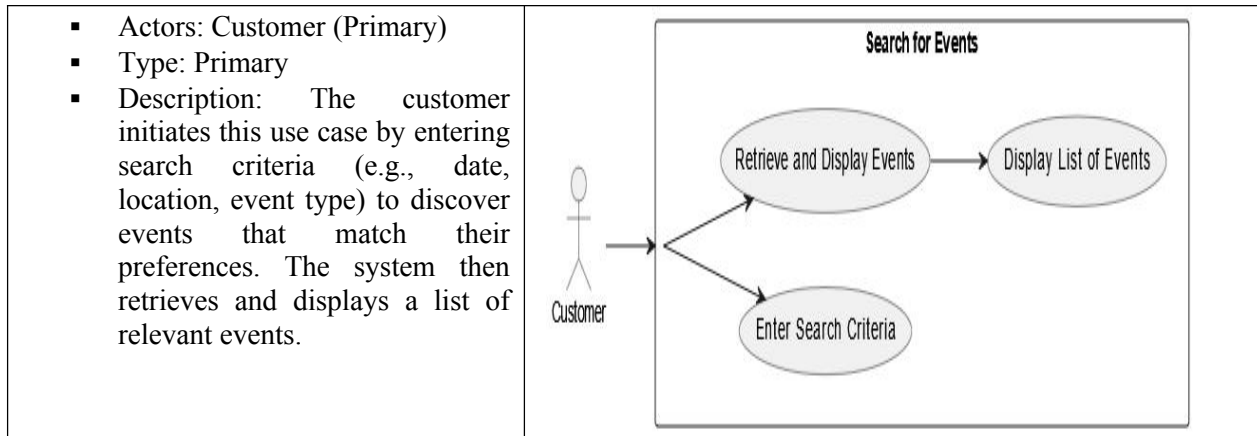 ▪ Actors: Customer (Primary)
▪ Type: Primary
▪ Description: The customer
initiates this use case by entering
search criteria (e.g., date,
location, event type) to discover
events that match their
preferences. The system then
retrieves and displays a list of
relevant events.
Search for Events
Retrieve and Display Events
Display List of Events
Customer
Enter Search Criteria